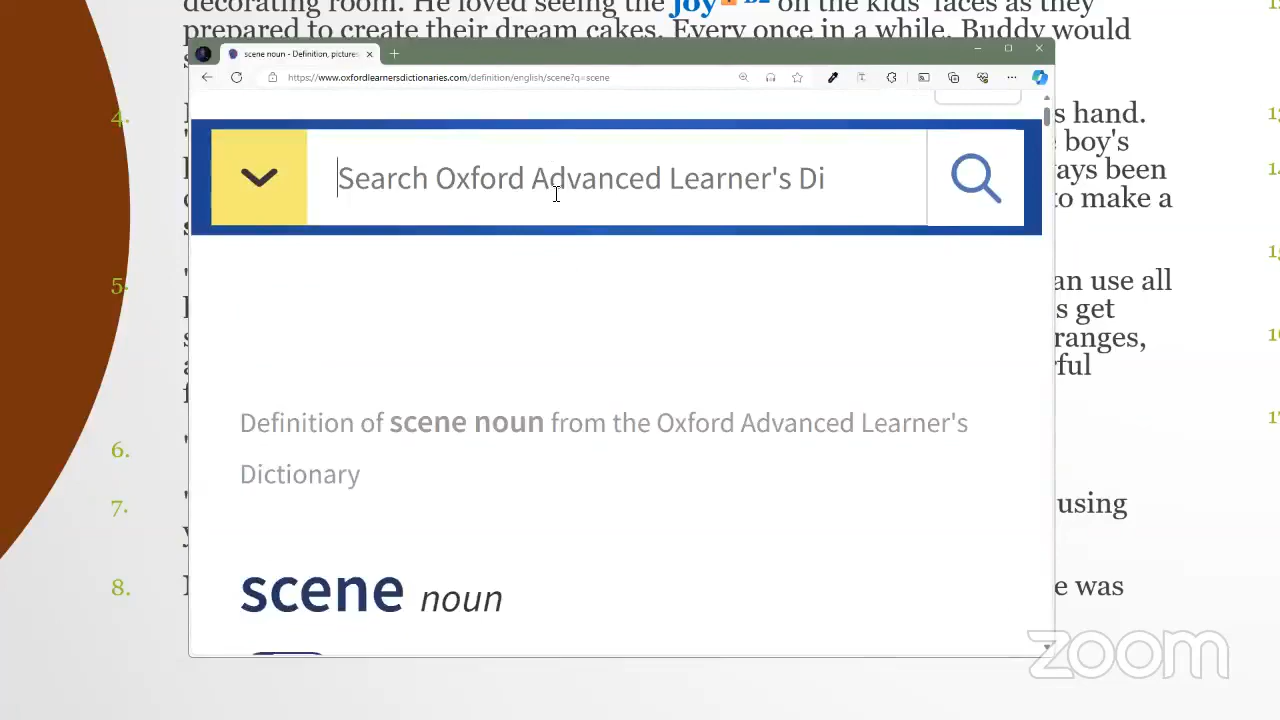 decorating room. He loved seeing the joy B2 on the kids' faces as they
prepared to create their dream cakes. Every once in a while, Buddy would
scene noun - Definition, pictures
https://www.oxfordlearnersdictionaries.com/definition/english/scene?q=scene
4.
s hand.
boy's
ays been
to make a
Search Oxford Advanced Learner's Di
5.
an use all
s get
ranges,
Definition of scene noun from the Oxford Advanced Learner's
Dictionary
6.
7.
using
8.
e was
scene noun
zoom